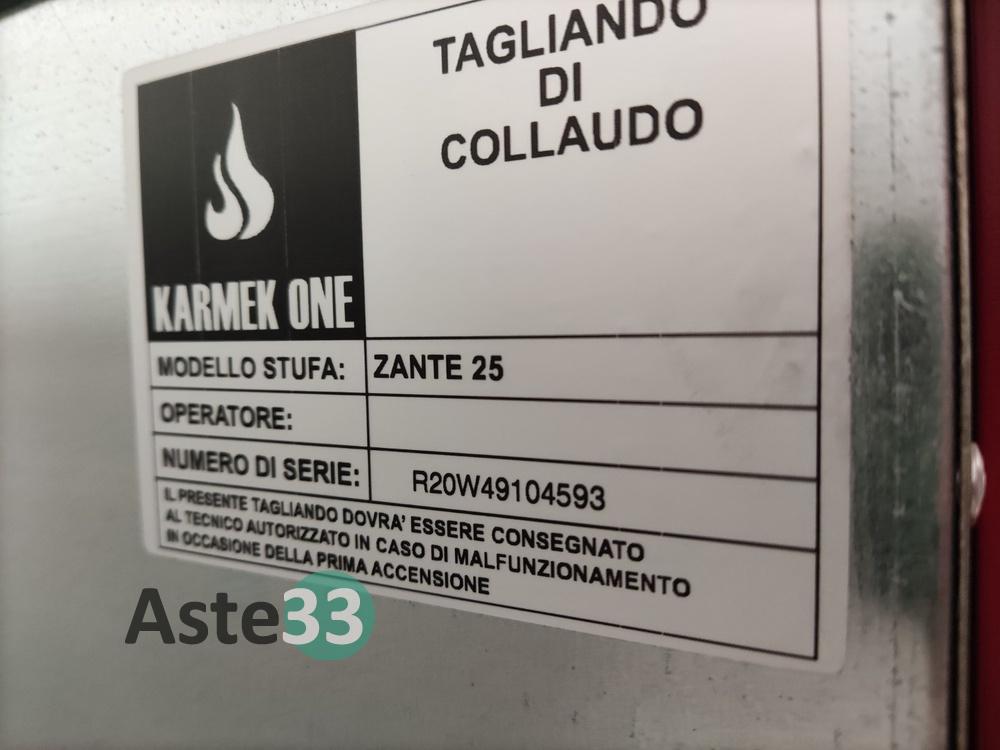 TAGLIANDO
DI
COLLAUDO
KARMEK ONE
MODELLO STUFA: ZANTE 25
OPERATORE:
NUMERO DI SERIE: R20W49104593
IL PRESENTE TAGLIANDO DOVRA' ESSERE CONSEGNATO
AL TECNICO AUTORIZZATO IN CASO DI MALFUNZIONAMENTO
IN OCCASIONE DELLA PRIMA ACCENSIONE
Aste33